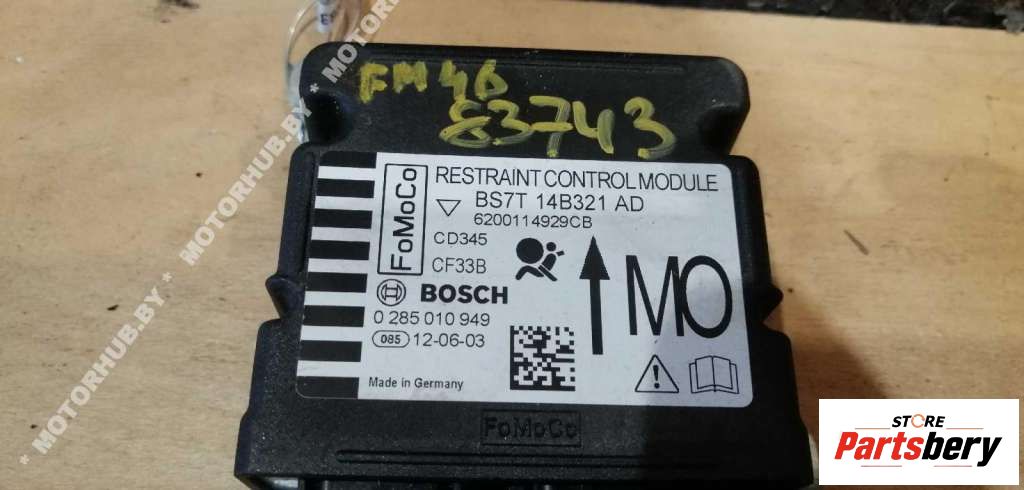 FM4B
83743
RESTRAINT CONTROL MODULE
BS7T 14B321 AD
6200114929CB
FoMoCo
CD345
CF33B
BOSCH
0 285 010 949
085 12-06-03
Made in Germany
MO
FoMoCo
* MOTORHUB.BY * MOTORHUB.BY * MOTORHUB.BY
STORE
Partsbery